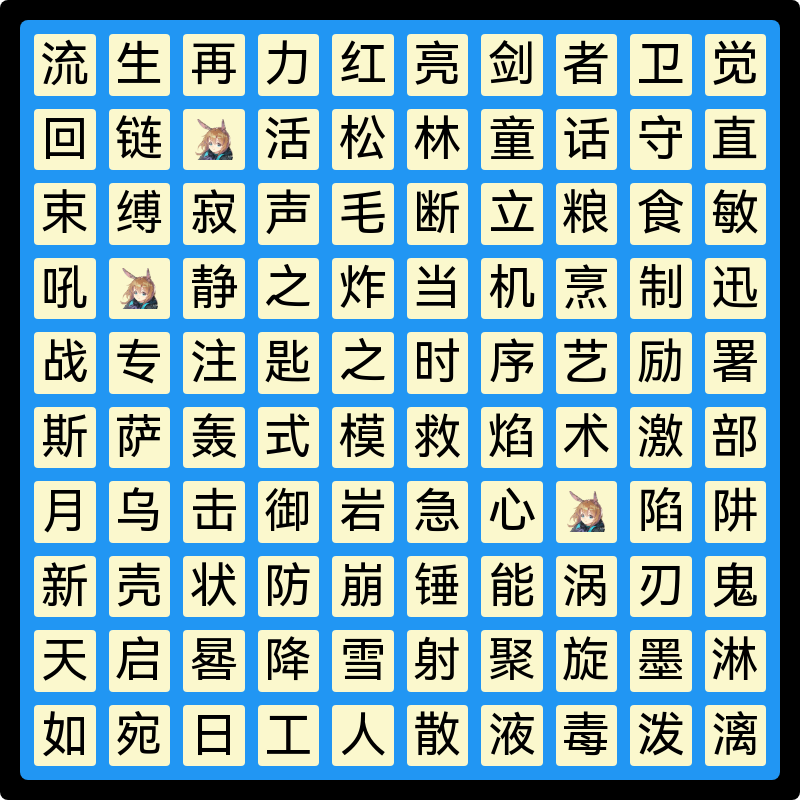 流生再力红亮剑者卫觉
回链活松林童话守直
束缚寂声毛断立粮食敏
吼静之炸当机烹制迅
战专注匙之时序艺励署
斯萨轰式模救焰术激部
月乌击御岩急心陷阱
新壳状防崩锤能涡刃鬼
天启晷降雪射聚旋墨淋
如宛日工人散液毒泼漓